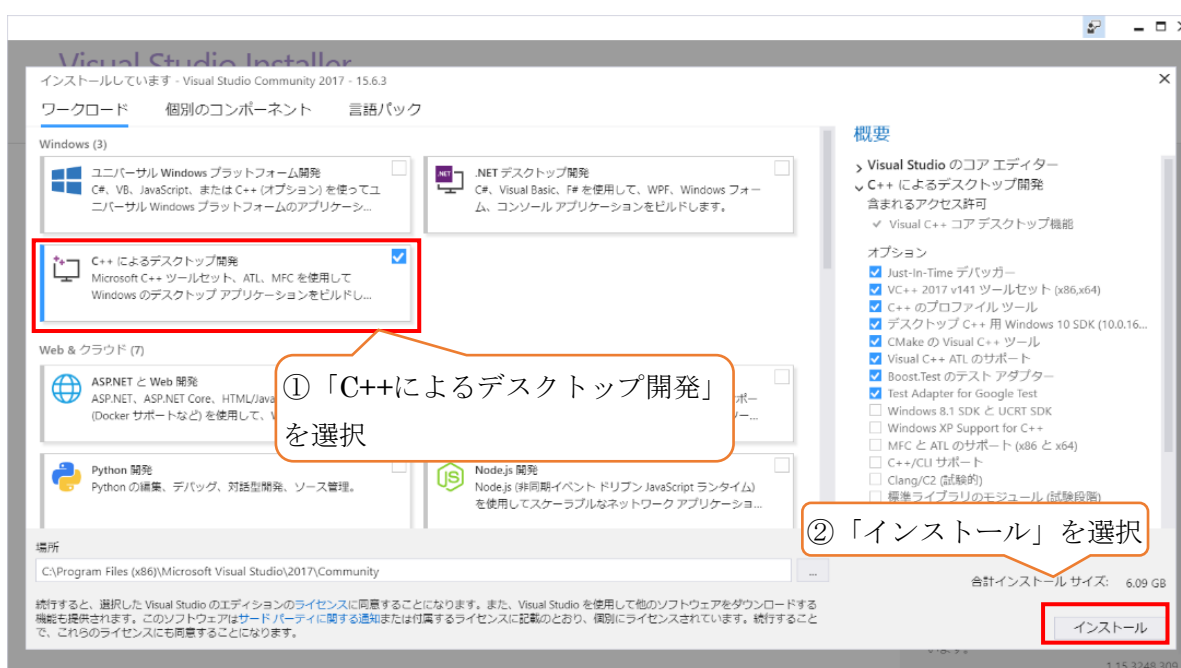 Visual Studio Installer
インストールしています - Visual Studio Community 2017 - 15.6.3
ワークロード 個別のコンポーネント 言語パック
Windows (3)
ユニバーサル Windows プラットフォーム開発
C#、VB、JavaScript、または C++ (オプション) を使ってユ
ニバーサル Windows プラットフォームのアプリケーシ...
.NET デスクトップ開発
C#、Visual Basic、F# を使用して、WPF、Windows フォー
ム、コンソール アプリケーションをビルドします。
C++ によるデスクトップ開発
Microsoft C++ ツールセット、ATL、MFC を使用して
Windows のデスクトップ アプリケーションをビルドし...
Web & クラウド (7)
ASP.NET と Web 開発
ASP.NET、ASP.NET Core、HTML/Java
(Docker サポートなど) を使用して、
ポー
ー...
①「C++によるデスクトップ開発」
を選択
Python 開発
Python の編集、デバッグ、対話型開発、ソース管理。
Node.js 開発
Node.js (非同期イベント ドリブン JavaScript ランタイム)
を使用してスケーラブルなネットワーク アプリケーショ...
概要
Visual Studio のコア エディター
C++ によるデスクトップ開発
含まれるアクセス許可
Visual C++ コア デスクトップ機能
オプション
Just-In-Time デバッガー
VC++ 2017 v141 ツールセット (x86,x64)
C++ のプロファイル ツール
デスクトップ C++ 用 Windows 10 SDK (10.0.16...
CMake の Visual C++ ツール
Visual C++ ATL のサポート
Boost.Test のテスト アダプター
Test Adapter for Google Test
Windows 8.1 SDK と UCRT SDK
Windows XP Support for C++
MFC と ATL のサポート (x86 と x64)
C++/CLI サポート
Clang/C2 (試験的)
標準ライブラリのモジュール (試験段階)
②「インストール」を選択
場所
C:\Program Files (x86)\Microsoft Visual Studio\2017\Community
...
合計インストール サイズ: 6.09 GB
続行すると、選択した Visual Studio のエディションのライセンスに同意することになります。また、Visual Studio を使用して他のソフトウェアをダウンロードする
機能も提供されます。このソフトウェアはサード パーティに関する通知または付属するライセンスに記載のとおり、個別にライセンスされています。続行すること
で、これらのライセンスにも同意することになります。
インストール
1.15.3248.309